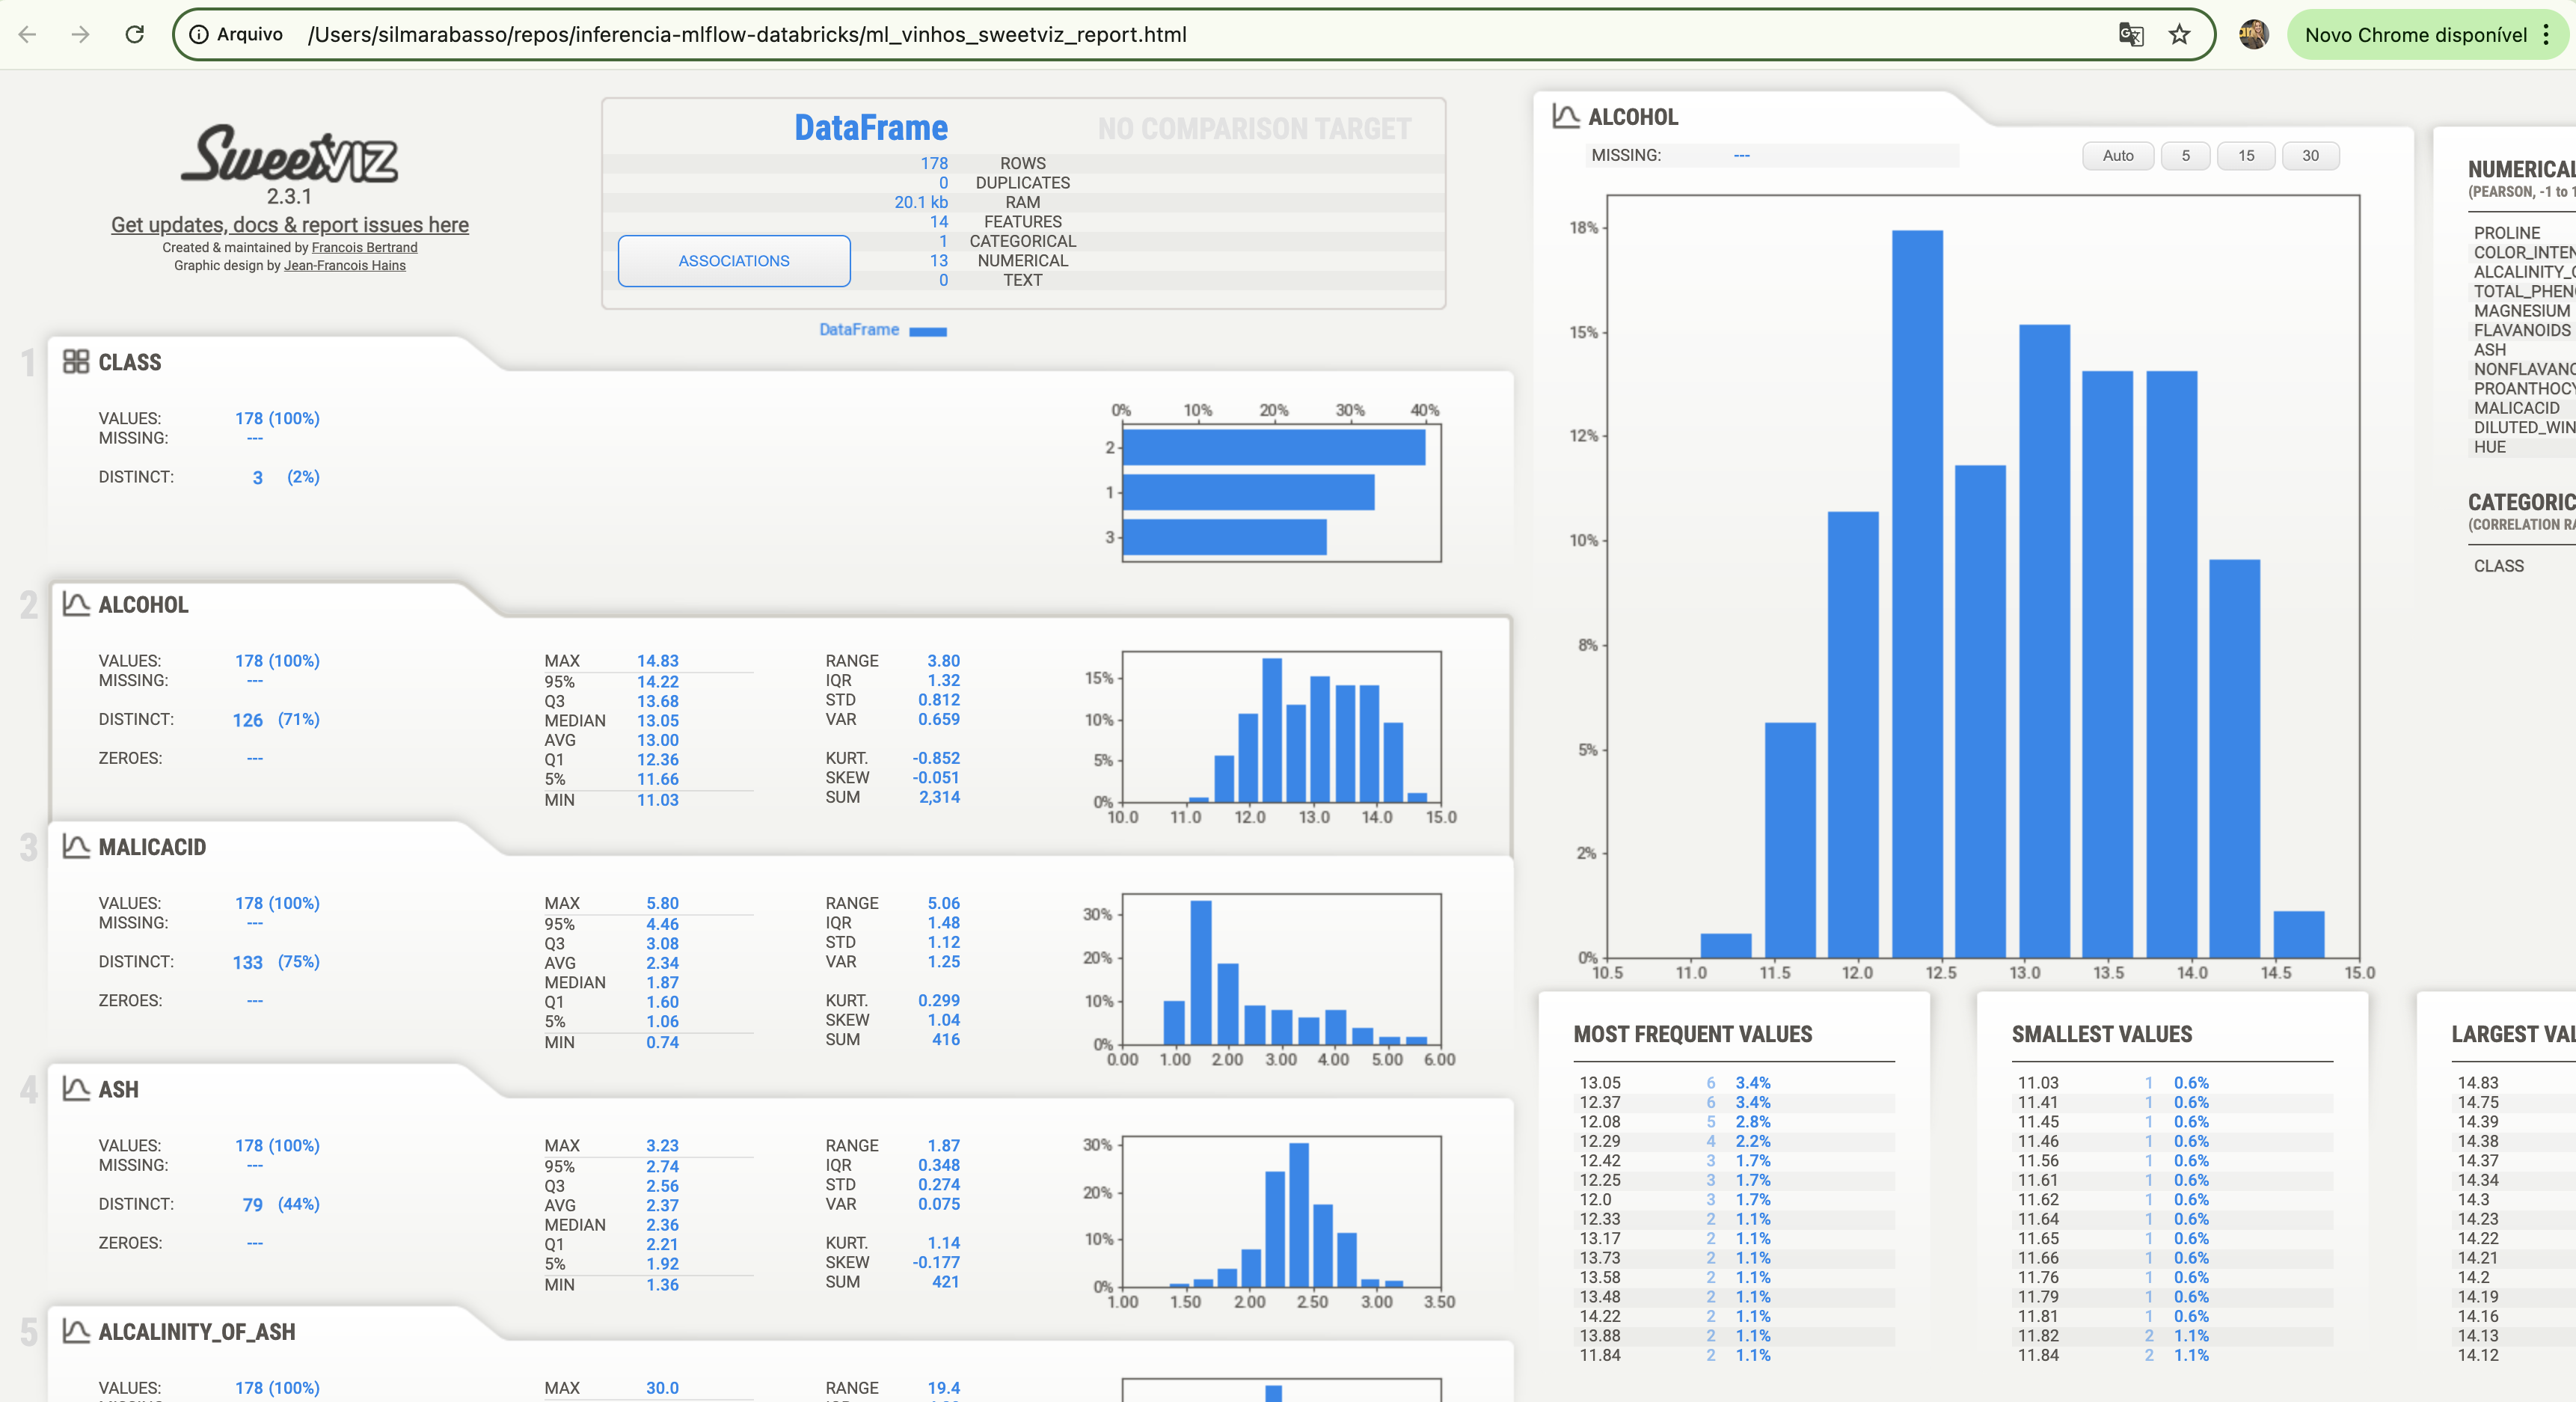 Arquivo /Users/silmarabasso/repos/inferencia-mlflow-databricks/ml_vinhos_sweetviz_report.html
Novo Chrome disponível
SweetVIZ
2.3.1
Get updates, docs & report issues here
Created & maintained by Francois Bertrand
Graphic design by Jean-Francois Hains
DataFrame NO COMPARISON TARGET
178 ROWS
0 DUPLICATES
20.1 kb RAM
14 FEATURES
1 CATEGORICAL
13 NUMERICAL
0 TEXT
ASSOCIATIONS
DataFrame
1 CLASS
VALUES: 178 (100%)
MISSING: ---
DISTINCT: 3 (2%)
0% 10% 20% 30% 40%
2
1
3
2 ALCOHOL
VALUES: 178 (100%)
MISSING: ---
DISTINCT: 126 (71%)
ZEROES: ---
MAX 14.83
95% 14.22
Q3 13.68
MEDIAN 13.05
AVG 13.00
Q1 12.36
5% 11.66
MIN 11.03
RANGE 3.80
IQR 1.32
STD 0.812
VAR 0.659
KURT. -0.852
SKEW -0.051
SUM 2,314
15%
10%
5%
0%
10.0 11.0 12.0 13.0 14.0 15.0
3 MALICACID
VALUES: 178 (100%)
MISSING: ---
DISTINCT: 133 (75%)
ZEROES: ---
MAX 5.80
95% 4.46
Q3 3.08
AVG 2.34
MEDIAN 1.87
Q1 1.60
5% 1.06
MIN 0.74
RANGE 5.06
IQR 1.48
STD 1.12
VAR 1.25
KURT. 0.299
SKEW 1.04
SUM 416
30%
20%
10%
0%
0.00 1.00 2.00 3.00 4.00 5.00 6.00
4 ASH
VALUES: 178 (100%)
MISSING: ---
DISTINCT: 79 (44%)
ZEROES: ---
MAX 3.23
95% 2.74
Q3 2.56
AVG 2.37
MEDIAN 2.36
Q1 2.21
5% 1.92
MIN 1.36
RANGE 1.87
IQR 0.348
STD 0.274
VAR 0.075
KURT. 1.14
SKEW -0.177
SUM 421
30%
20%
10%
0%
1.00 1.50 2.00 2.50 3.00 3.50
5 ALCALINITY_OF_ASH
VALUES: 178 (100%)
MAX 30.0
RANGE 19.4
ALCOHOL
MISSING: ---
Auto 5 15 30
18%
15%
12%
10%
8%
5%
2%
0%
10.5 11.0 11.5 12.0 12.5 13.0 13.5 14.0 14.5 15.0
NUMERICAL
(PEARSON, -1 to 1
PROLINE
COLOR_INTEN
ALCALINITY_O
TOTAL_PHEN
MAGNESIUM
FLAVANOIDS
ASH
NONFLAVANO
PROANTHOCY
MALICACID
DILUTED_WIN
HUE
CATEGORIC
(CORRELATION RA
CLASS
MOST FREQUENT VALUES
13.05 6 3.4%
12.37 6 3.4%
12.08 5 2.8%
12.29 4 2.2%
12.42 3 1.7%
12.25 3 1.7%
12.0 3 1.7%
12.33 2 1.1%
13.17 2 1.1%
13.73 2 1.1%
13.58 2 1.1%
13.48 2 1.1%
14.22 2 1.1%
13.88 2 1.1%
11.84 2 1.1%
SMALLEST VALUES
11.03 1 0.6%
11.41 1 0.6%
11.45 1 0.6%
11.46 1 0.6%
11.56 1 0.6%
11.61 1 0.6%
11.62 1 0.6%
11.64 1 0.6%
11.65 1 0.6%
11.66 1 0.6%
11.76 1 0.6%
11.79 1 0.6%
11.81 1 0.6%
11.82 2 1.1%
11.84 2 1.1%
LARGEST VAL
14.83
14.75
14.39
14.38
14.37
14.34
14.3
14.23
14.22
14.21
14.2
14.19
14.16
14.13
14.12